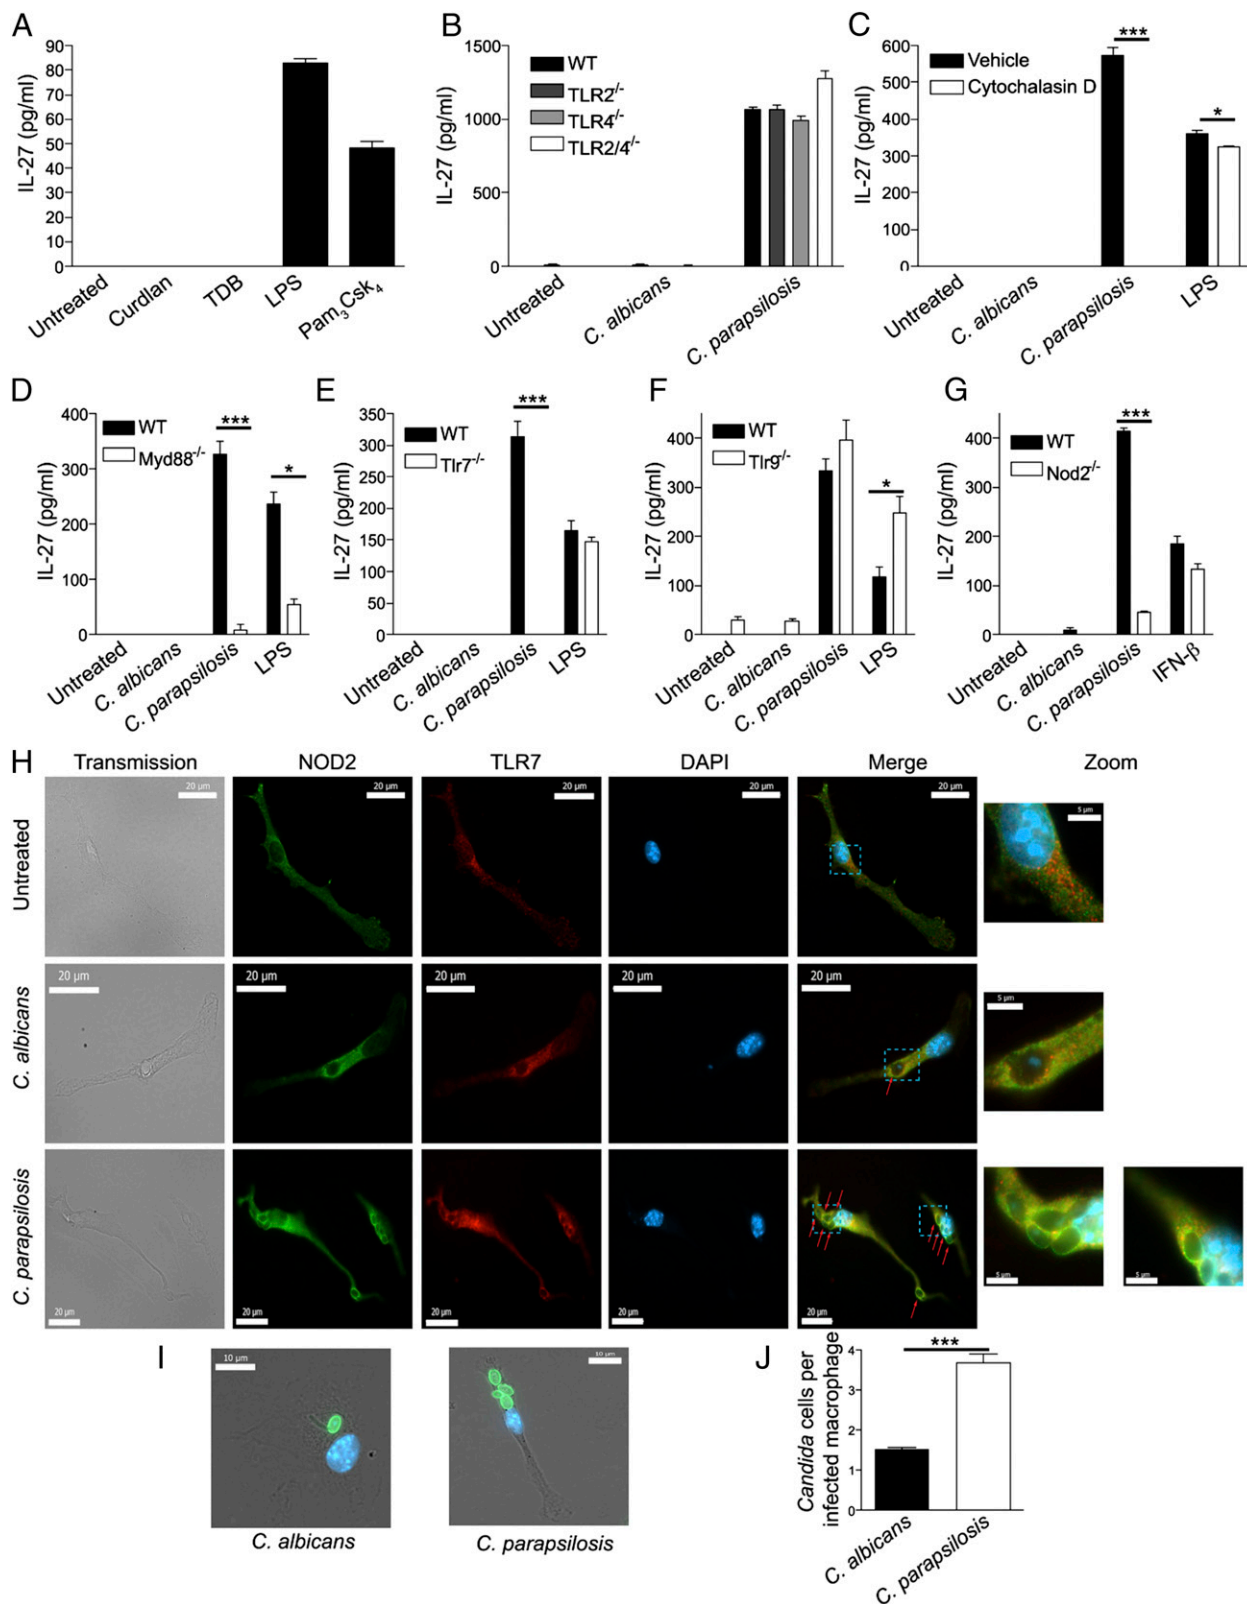 A
IL-27 (pg/ml)
90
80
70
60
50
40
30
20
10
0
Untreated
Curdlan
TDB
LPS
Pam3Csk4
B
IL-27 (pg/ml)
1500
1000
500
0
WT
TLR2-/-
TLR4-/-
TLR2/4-/-
Untreated
C. albicans
C. parapsilosis
C
IL-27 (pg/ml)
600
500
400
300
200
100
0
Vehicle
Cytochalasin D
***
*
Untreated
C. albicans
C. parapsilosis
LPS
D
IL-27 (pg/ml)
400
300
200
100
0
WT
Myd88-/-
***
*
Untreated
C. albicans
C. parapsilosis
LPS
E
IL-27 (pg/ml)
350
300
250
200
150
100
50
0
WT
Tlr7-/-
***
Untreated
C. albicans
C. parapsilosis
LPS
F
IL-27 (pg/ml)
400
300
200
100
0
WT
Tlr9-/-
*
Untreated
C. albicans
C. parapsilosis
LPS
G
IL-27 (pg/ml)
400
300
200
100
0
WT
Nod2-/-
***
Untreated
C. albicans
C. parapsilosis
IFN-β
H
Transmission NOD2 TLR7 DAPI Merge Zoom
Untreated
20 µm 20 µm 20 µm 20 µm 20 µm 5 µm
C. albicans
20 µm 20 µm 20 µm 20 µm 20 µm 5 µm
C. parapsilosis
20 µm 20 µm 20 µm 20 µm 20 µm 5 µm 5 µm
I
10 µm
C. albicans
10 µm
C. parapsilosis
J
Candida cells per
infected macrophage
4
3
2
1
0
***
C. albicans
C. parapsilosis